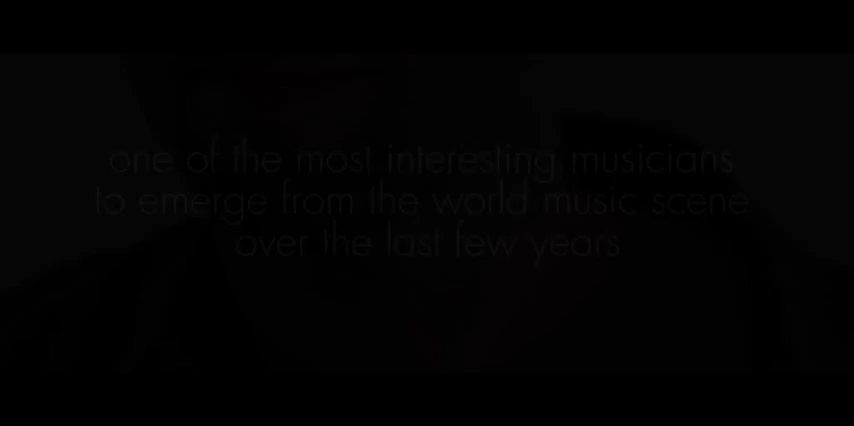 one of the most interesting musicians
to emerge from the world music scene
over the last few years